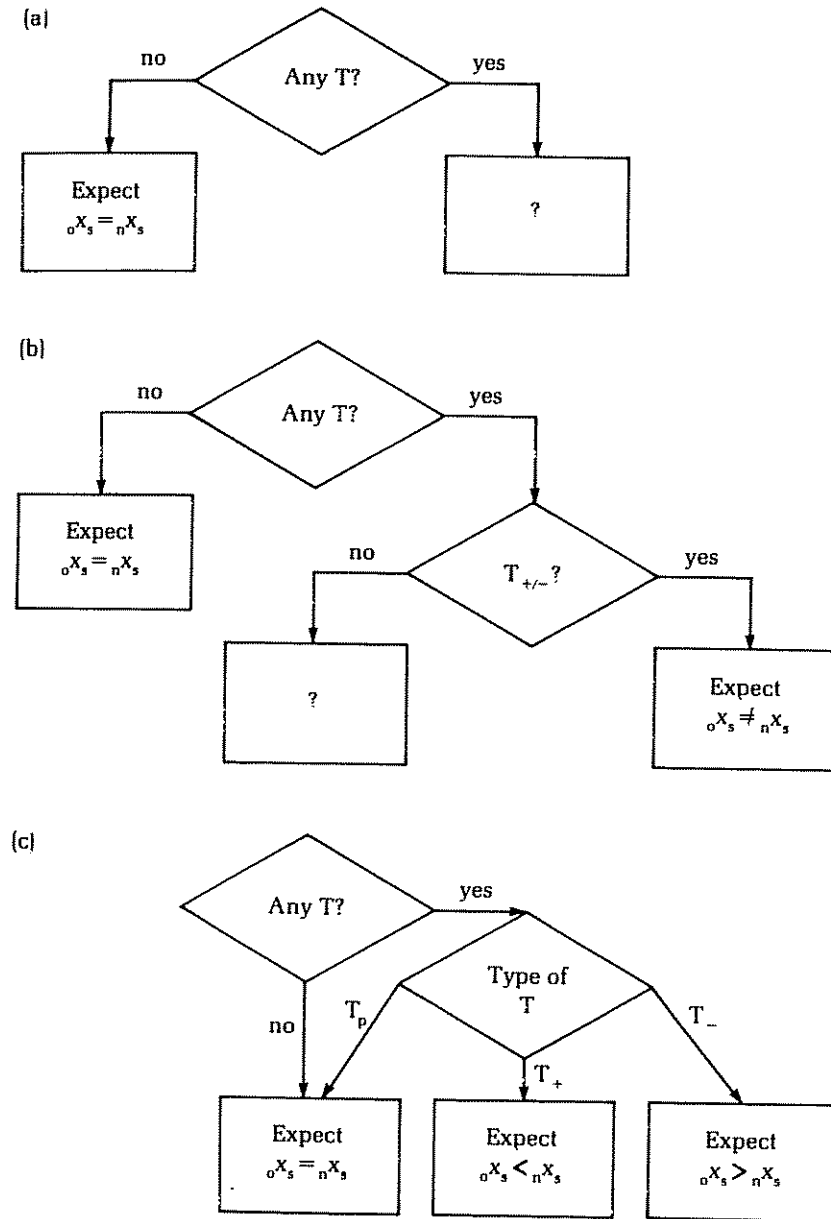 (a)
Any T?
no
yes
Expect
ₒxₛ = ₙxₛ
?
(b)
Any T?
no
yes
Expect
ₒxₛ = ₙxₛ
T₊/₋?
no
yes
?
Expect
ₒxₛ ≠ ₙxₛ
(c)
Any T?
yes
Type of
T
no
Tₚ
T₊
T₋
Expect
ₒxₛ = ₙxₛ
Expect
ₒxₛ < ₙxₛ
Expect
ₒxₛ > ₙxₛ